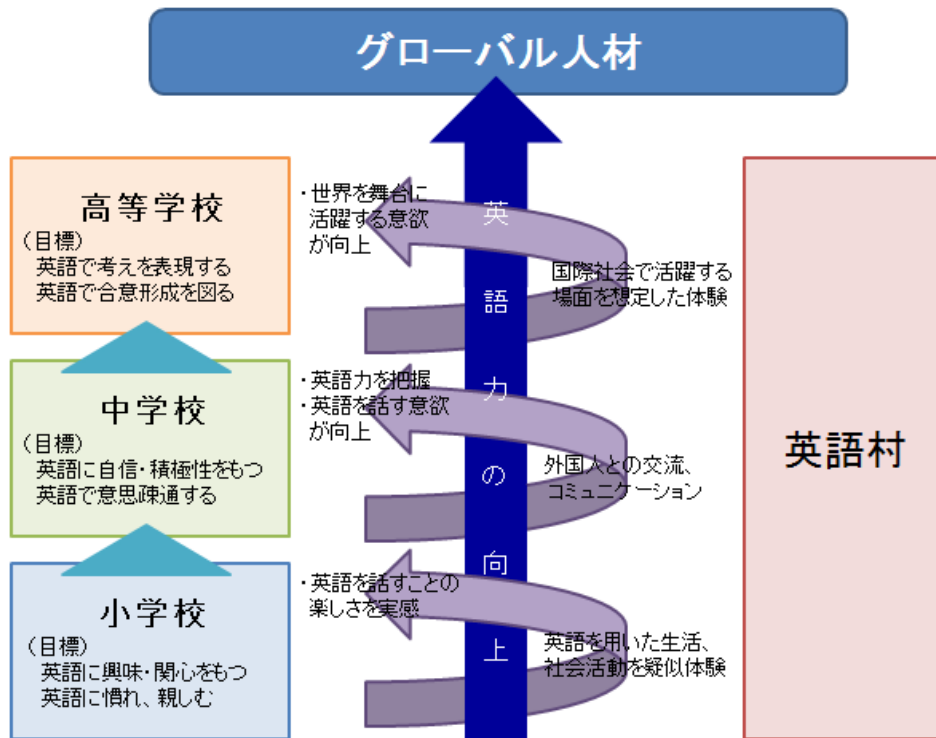 グローバル人材
高等学校
（目標）
英語で考えを表現する
英語で合意形成を図る
・世界を舞台に
活躍する意欲
が向上
国際社会で活躍する
場面を想定した体験
中学校
（目標）
英語に自信・積極性をもつ
英語で意思疎通する
・英語力を把握
・英語を話す意欲
が向上
外国人との交流、
コミュニケーション
小学校
（目標）
英語に興味・関心をもつ
英語に慣れ、親しむ
・英語を話すことの
楽しさを実感
英語を用いた生活、
社会活動を疑似体験
英語力の向上
英語村